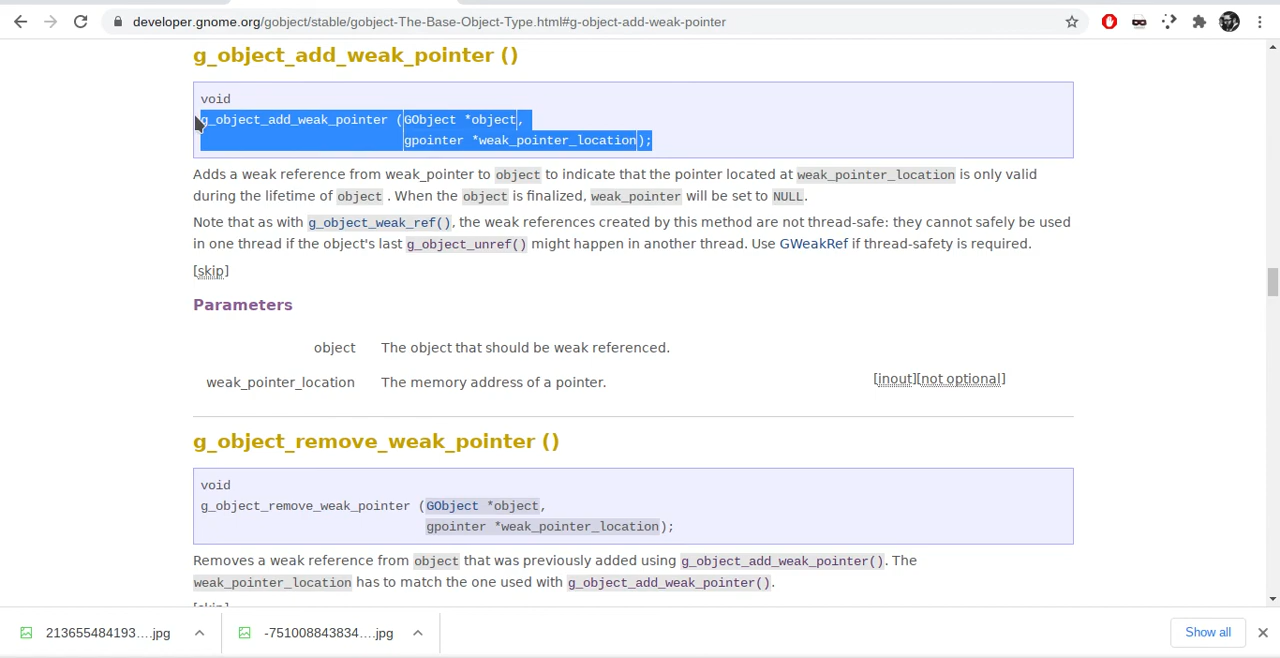 developer.gnome.org/gobject/stable/gobject-The-Base-Object-Type.html#g-object-add-weak-pointer
g_object_add_weak_pointer ()
void
g_object_add_weak_pointer (GObject *object,
gpointer *weak_pointer_location);
Adds a weak reference from weak_pointer to object to indicate that the pointer located at weak_pointer_location is only valid
during the lifetime of object . When the object is finalized, weak_pointer will be set to NULL.
Note that as with g_object_weak_ref(), the weak references created by this method are not thread-safe: they cannot safely be used
in one thread if the object's last g_object_unref() might happen in another thread. Use GWeakRef if thread-safety is required.
[skip]
Parameters
object The object that should be weak referenced.
weak_pointer_location The memory address of a pointer. [inout][not optional]
g_object_remove_weak_pointer ()
void
g_object_remove_weak_pointer (GObject *object,
gpointer *weak_pointer_location);
Removes a weak reference from object that was previously added using g_object_add_weak_pointer(). The
weak_pointer_location has to match the one used with g_object_add_weak_pointer().
[skip]
213655484193....jpg -751008843834....jpg Show all